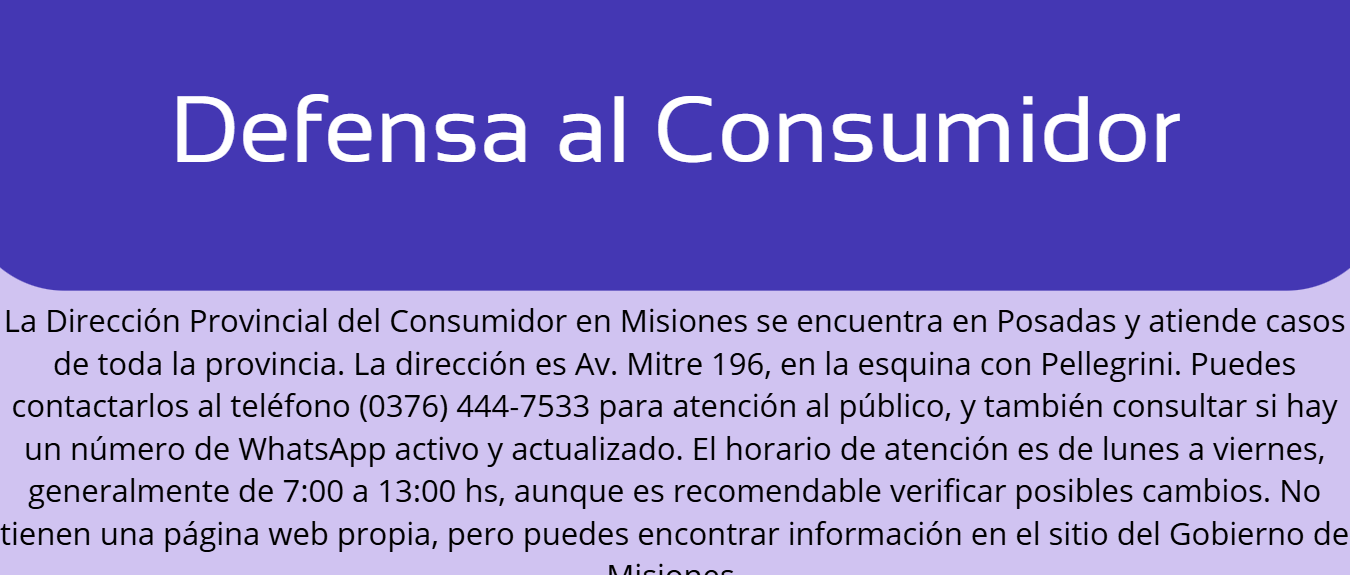 Defensa al Consumidor
La Dirección Provincial del Consumidor en Misiones se encuentra en Posadas y atiende casos
de toda la provincia. La dirección es Av. Mitre 196, en la esquina con Pellegrini. Puedes
contactarlos al teléfono (0376) 444-7533 para atención al público, y también consultar si hay
un número de WhatsApp activo y actualizado. El horario de atención es de lunes a viernes,
generalmente de 7:00 a 13:00 hs, aunque es recomendable verificar posibles cambios. No
tienen una página web propia, pero puedes encontrar información en el sitio del Gobierno de
Misiones